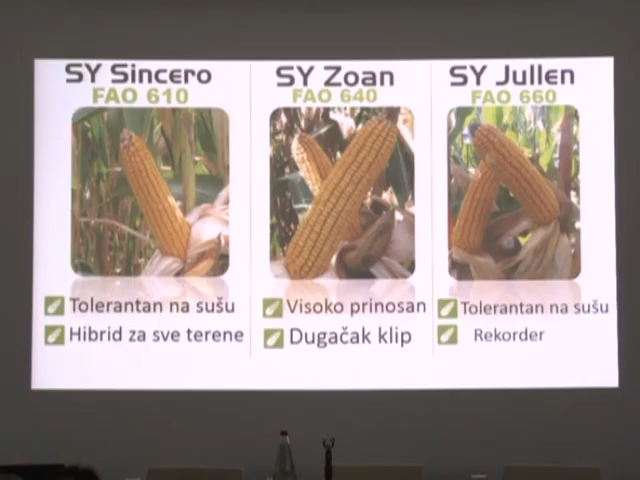 SY Sincero
FAO 610
Tolerantan na sušu
Hibrid za sve terene
SY Zoan
FAO 640
Visoko prinosan
Dugačak klip
SY Jullen
FAO 660
Tolerantan na sušu
Rekorder